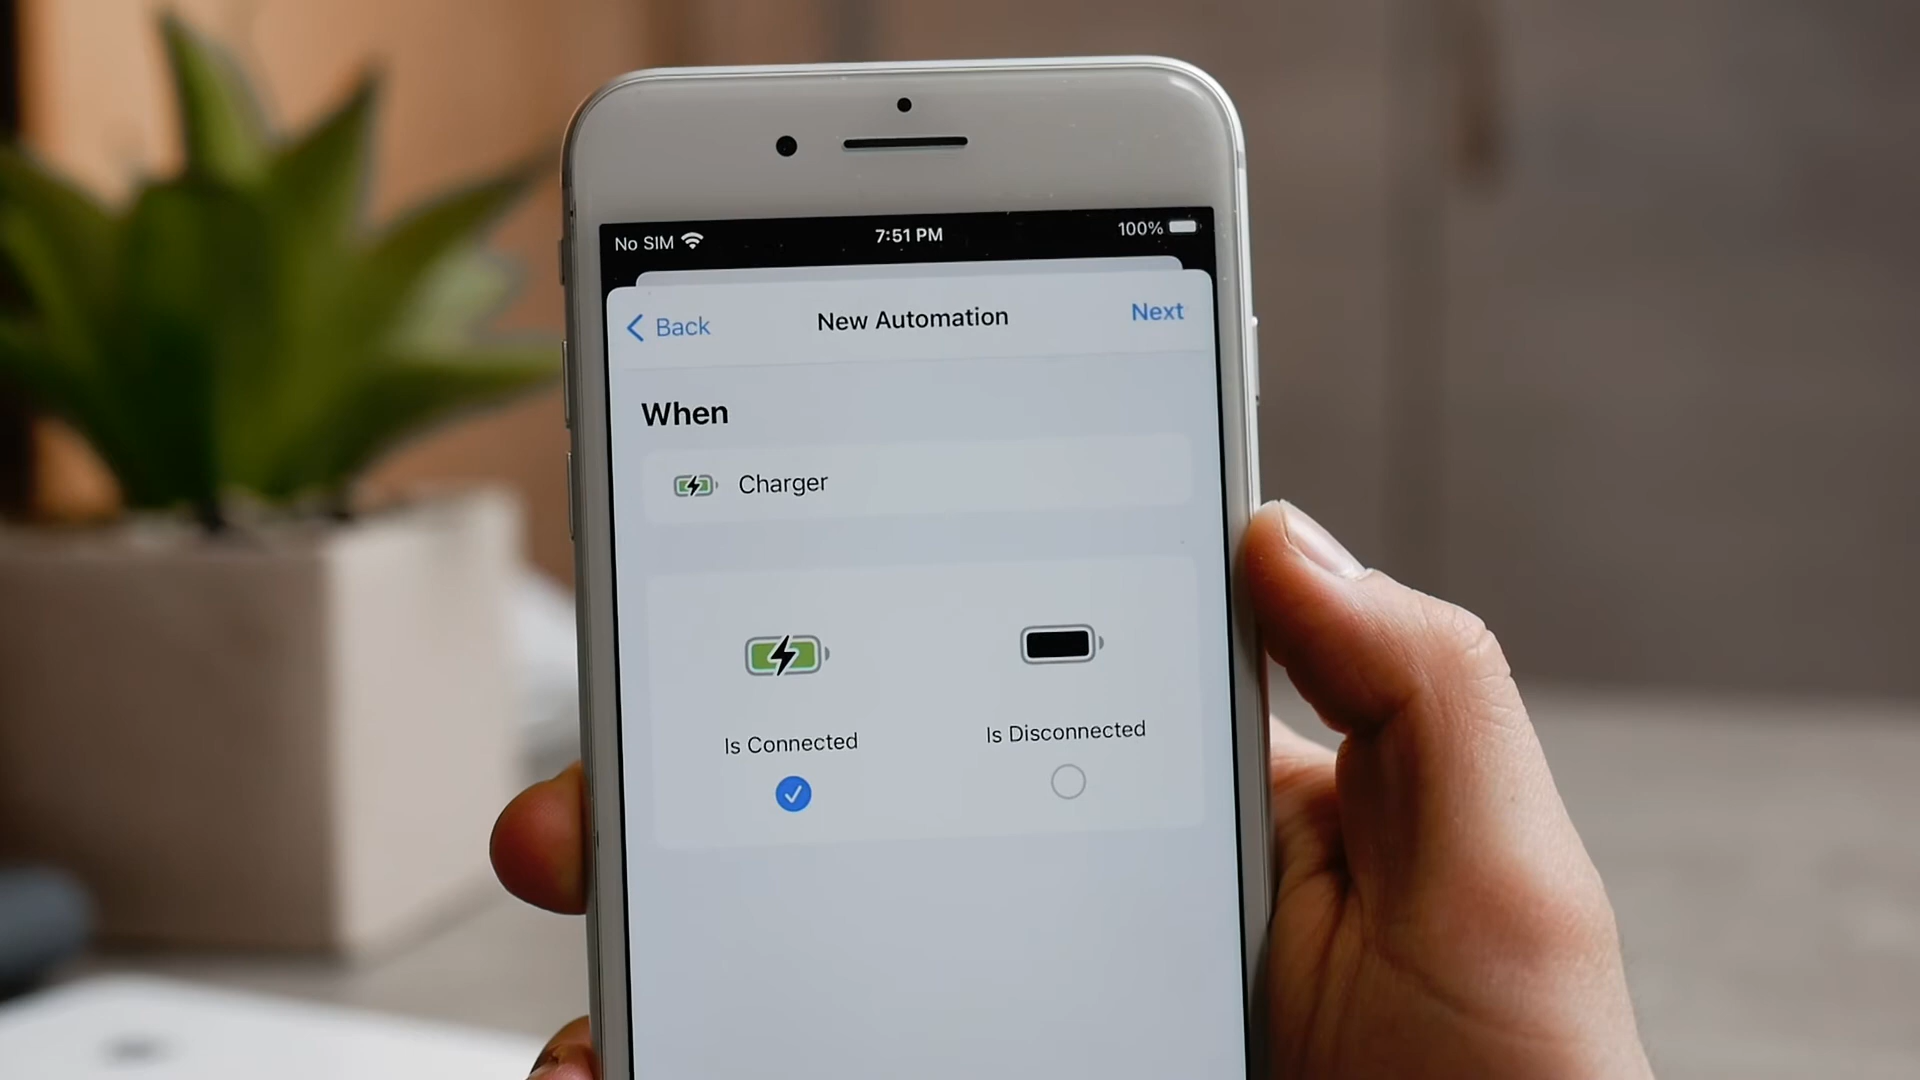 No SIM 7:51 PM 100%
Back New Automation Next
When
Charger
Is Connected Is Disconnected